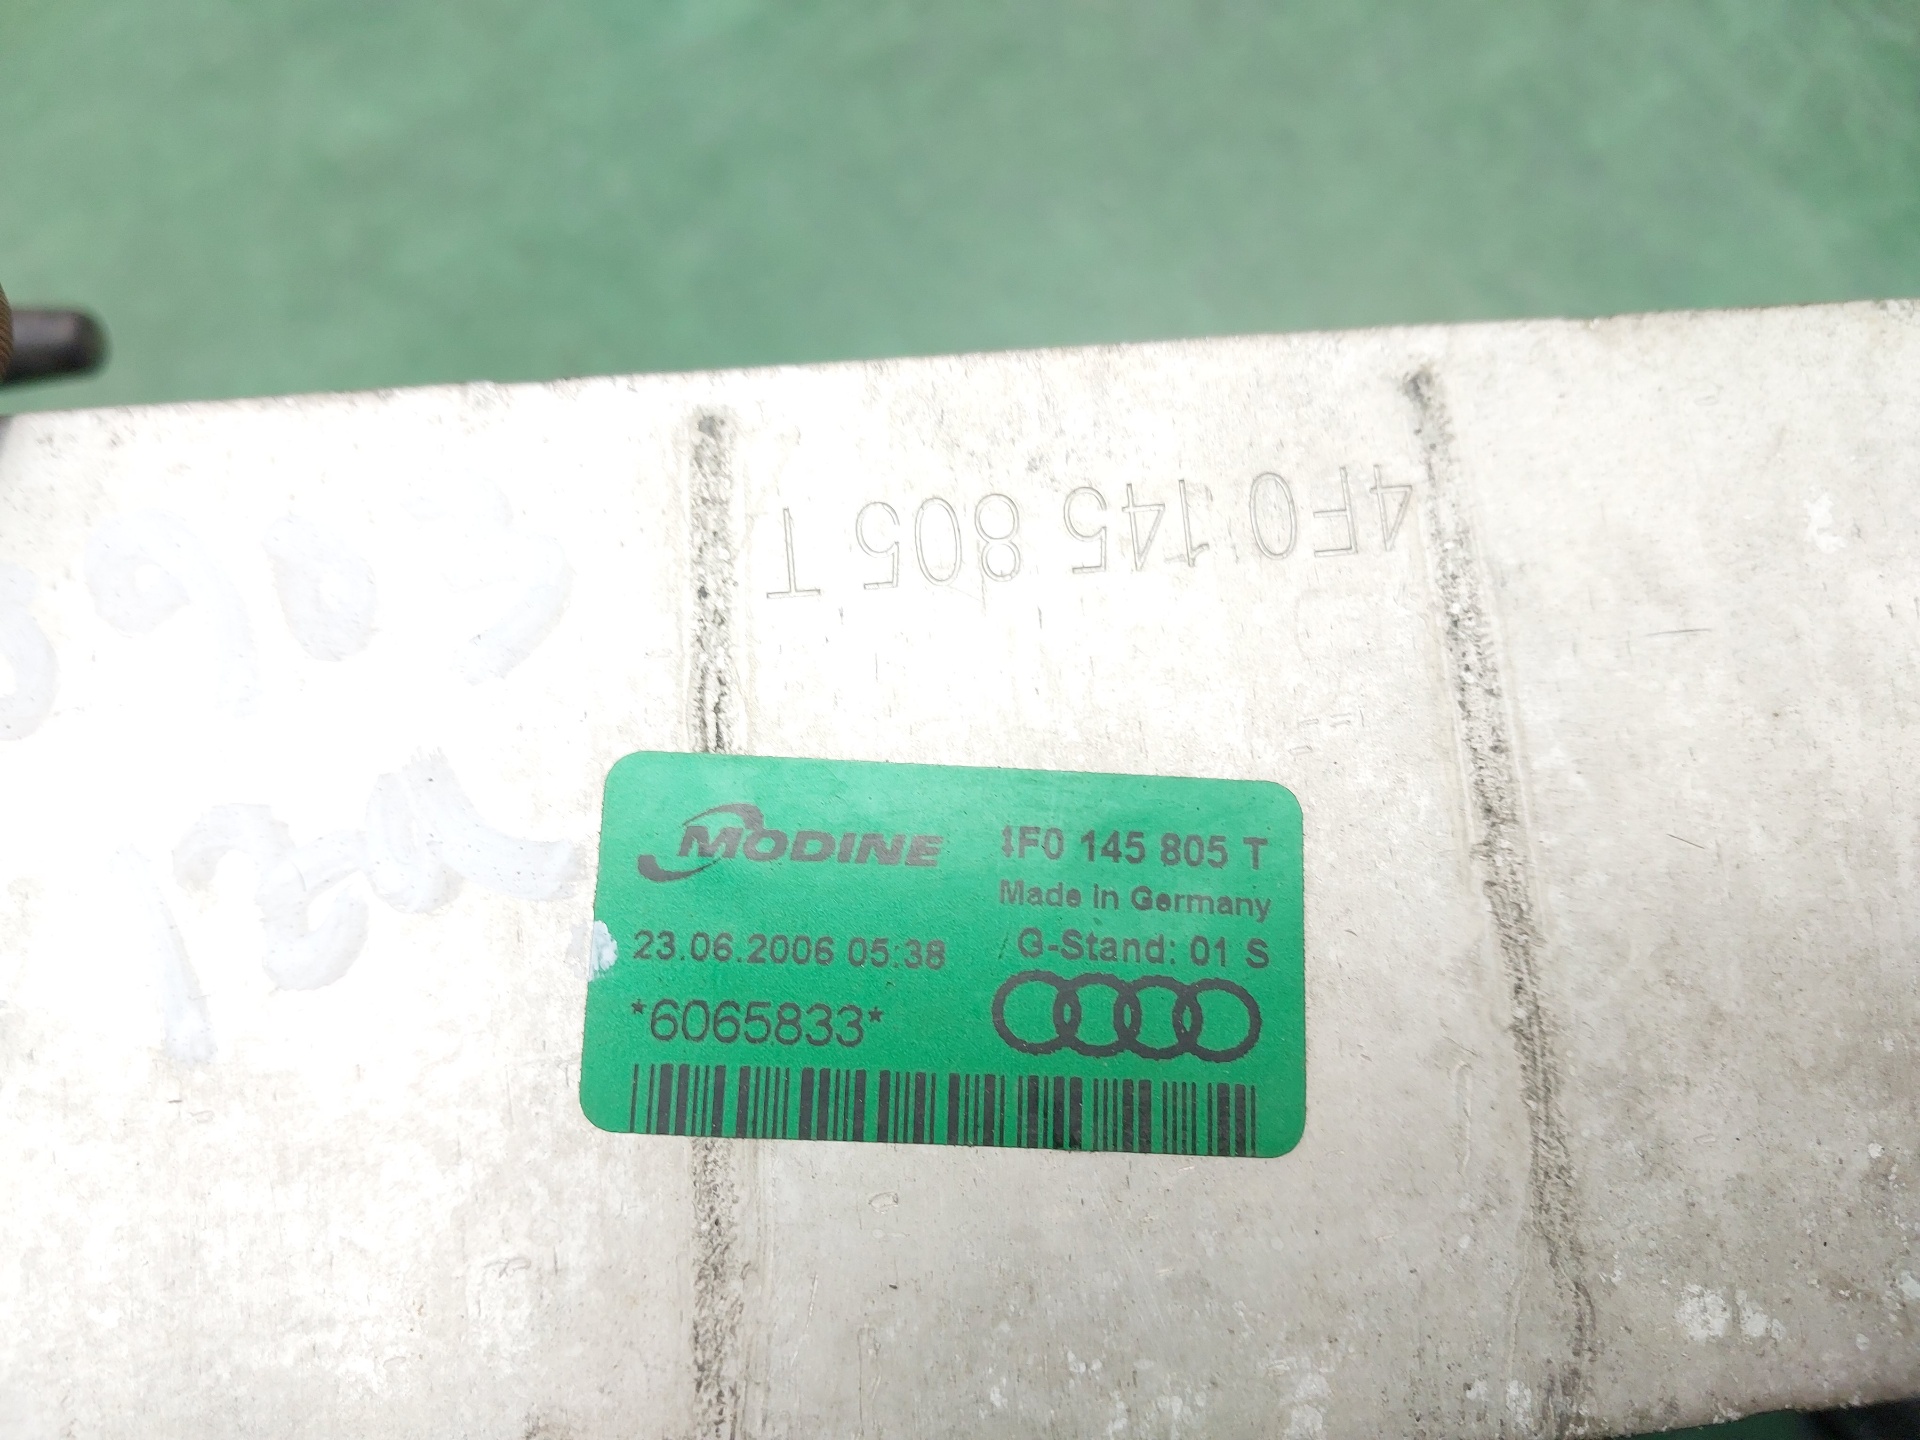 4F0 145 805 T
MODINE
4F0 145 805 T
Made in Germany
23.06.2006 05:38
G-Stand: 01 S
*6065833*